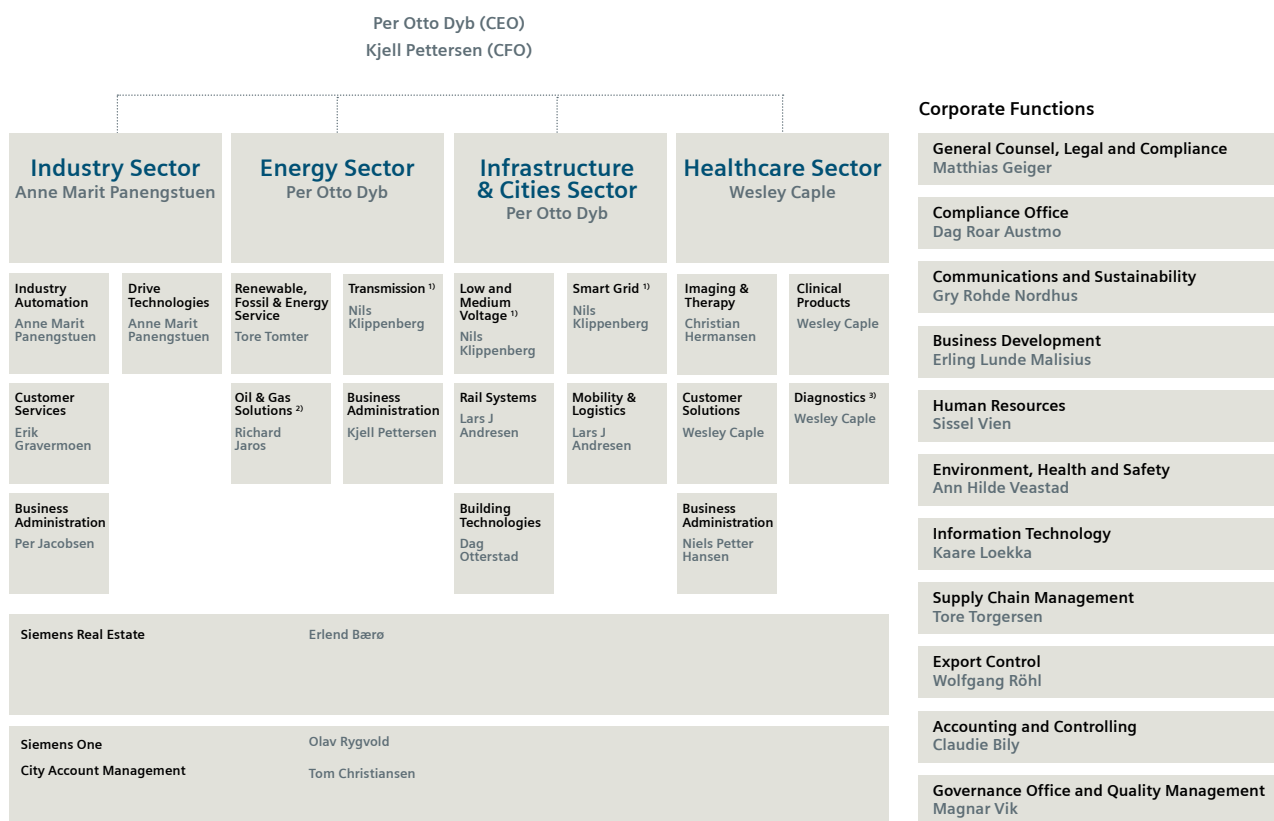 Per Otto Dyb (CEO)
Kjell Pettersen (CFO)
Industry Sector
Anne Marit Panengstuen
Energy Sector
Per Otto Dyb
Infrastructure
& Cities Sector
Per Otto Dyb
Healthcare Sector
Wesley Caple
Industry
Automation
Anne Marit
Panengstuen
Drive
Technologies
Anne Marit
Panengstuen
Renewable,
Fossil & Energy
Service
Tore Tomter
Transmission 1)
Nils
Klippenberg
Low and
Medium
Voltage 1)
Nils
Klippenberg
Smart Grid 1)
Nils
Klippenberg
Imaging &
Therapy
Christian
Hermansen
Clinical
Products
Wesley Caple
Customer
Services
Erik
Gravermoen
Oil & Gas
Solutions 2)
Richard
Jaros
Business
Administration
Kjell Pettersen
Rail Systems
Lars J
Andresen
Mobility &
Logistics
Lars J
Andresen
Customer
Solutions
Wesley Caple
Diagnostics 3)
Wesley Caple
Business
Administration
Per Jacobsen
Building
Technologies
Dag
Otterstad
Business
Administration
Niels Petter
Hansen
Siemens Real Estate
Erlend Bærø
Siemens One
Olav Rygvold
City Account Management
Tom Christiansen
Corporate Functions
General Counsel, Legal and Compliance
Matthias Geiger
Compliance Office
Dag Roar Austmo
Communications and Sustainability
Gry Rohde Nordhus
Business Development
Erling Lunde Malisius
Human Resources
Sissel Vien
Environment, Health and Safety
Ann Hilde Veastad
Information Technology
Kaare Loekka
Supply Chain Management
Tore Torgersen
Export Control
Wolfgang Röhl
Accounting and Controlling
Claudie Bily
Governance Office and Quality Management
Magnar Vik